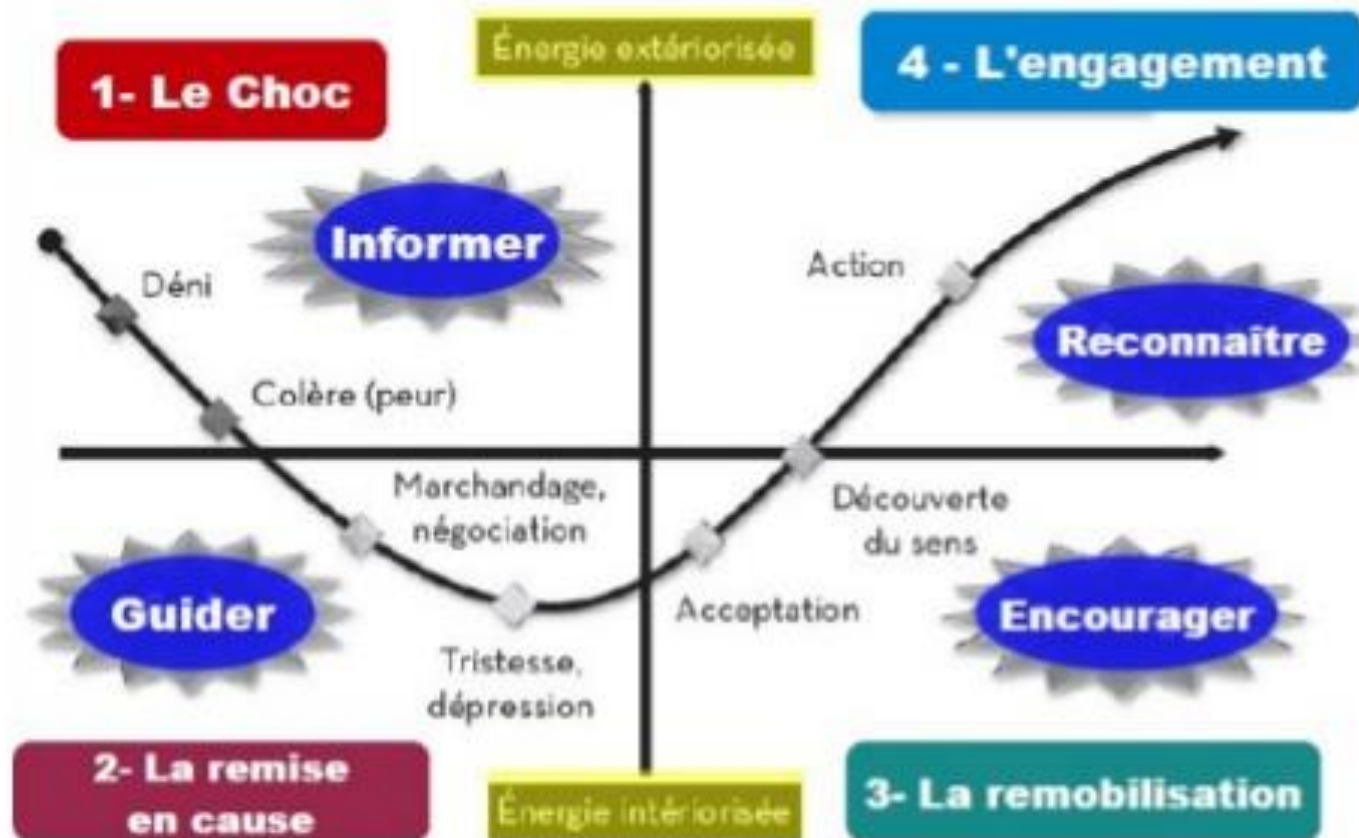 Énergie extériorisée
1- Le Choc
4 - L'engagement
Informer
Déni
Action
Reconnaître
Colère (peur)
Marchandage,
négociation
Découverte
du sens
Guider
Acceptation
Encourager
Tristesse,
dépression
2- La remise
en cause
Énergie intériorisée
3- La remobilisation